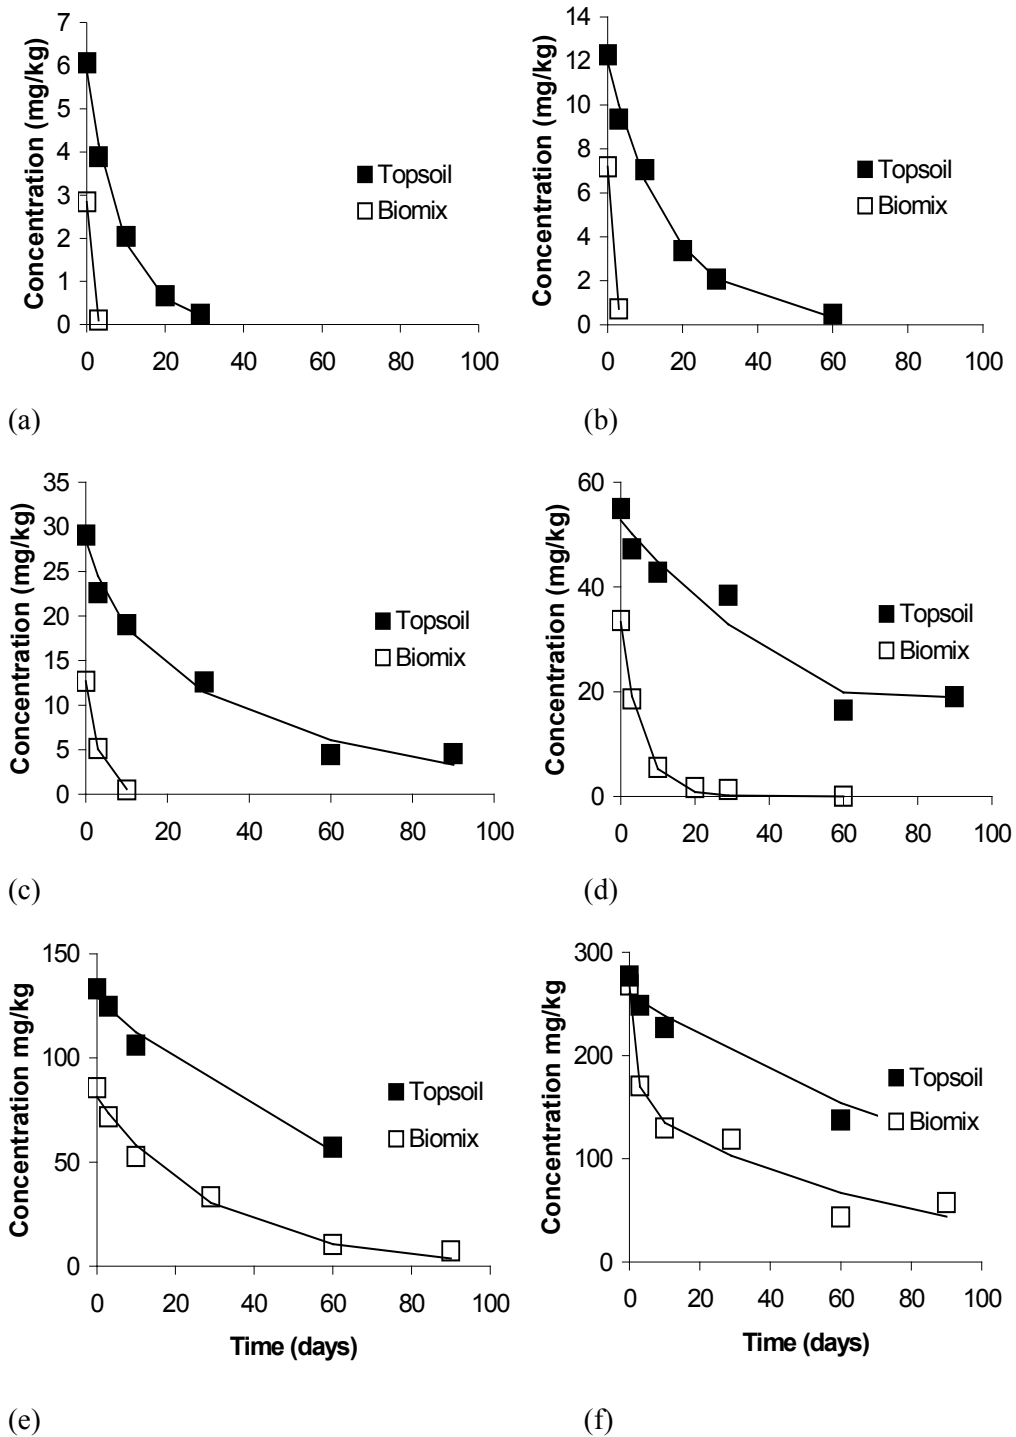 Concentration (mg/kg)
7
6
5
4
3
2
1
0
0 20 40 60 80 100
Topsoil
Biomix
(a)
Concentration (mg/kg)
14
12
10
8
6
4
2
0
0 20 40 60 80 100
Topsoil
Biomix
(b)
Concentration (mg/kg)
35
30
25
20
15
10
5
0
0 20 40 60 80 100
Topsoil
Biomix
(c)
Concentration (mg/kg)
60
40
20
0
0 20 40 60 80 100
Topsoil
Biomix
(d)
Concentration mg/kg
150
100
50
0
0 20 40 60 80 100
Topsoil
Biomix
Time (days)
(e)
Concentration mg/kg
300
200
100
0
0 20 40 60 80 100
Topsoil
Biomix
Time (days)
(f)